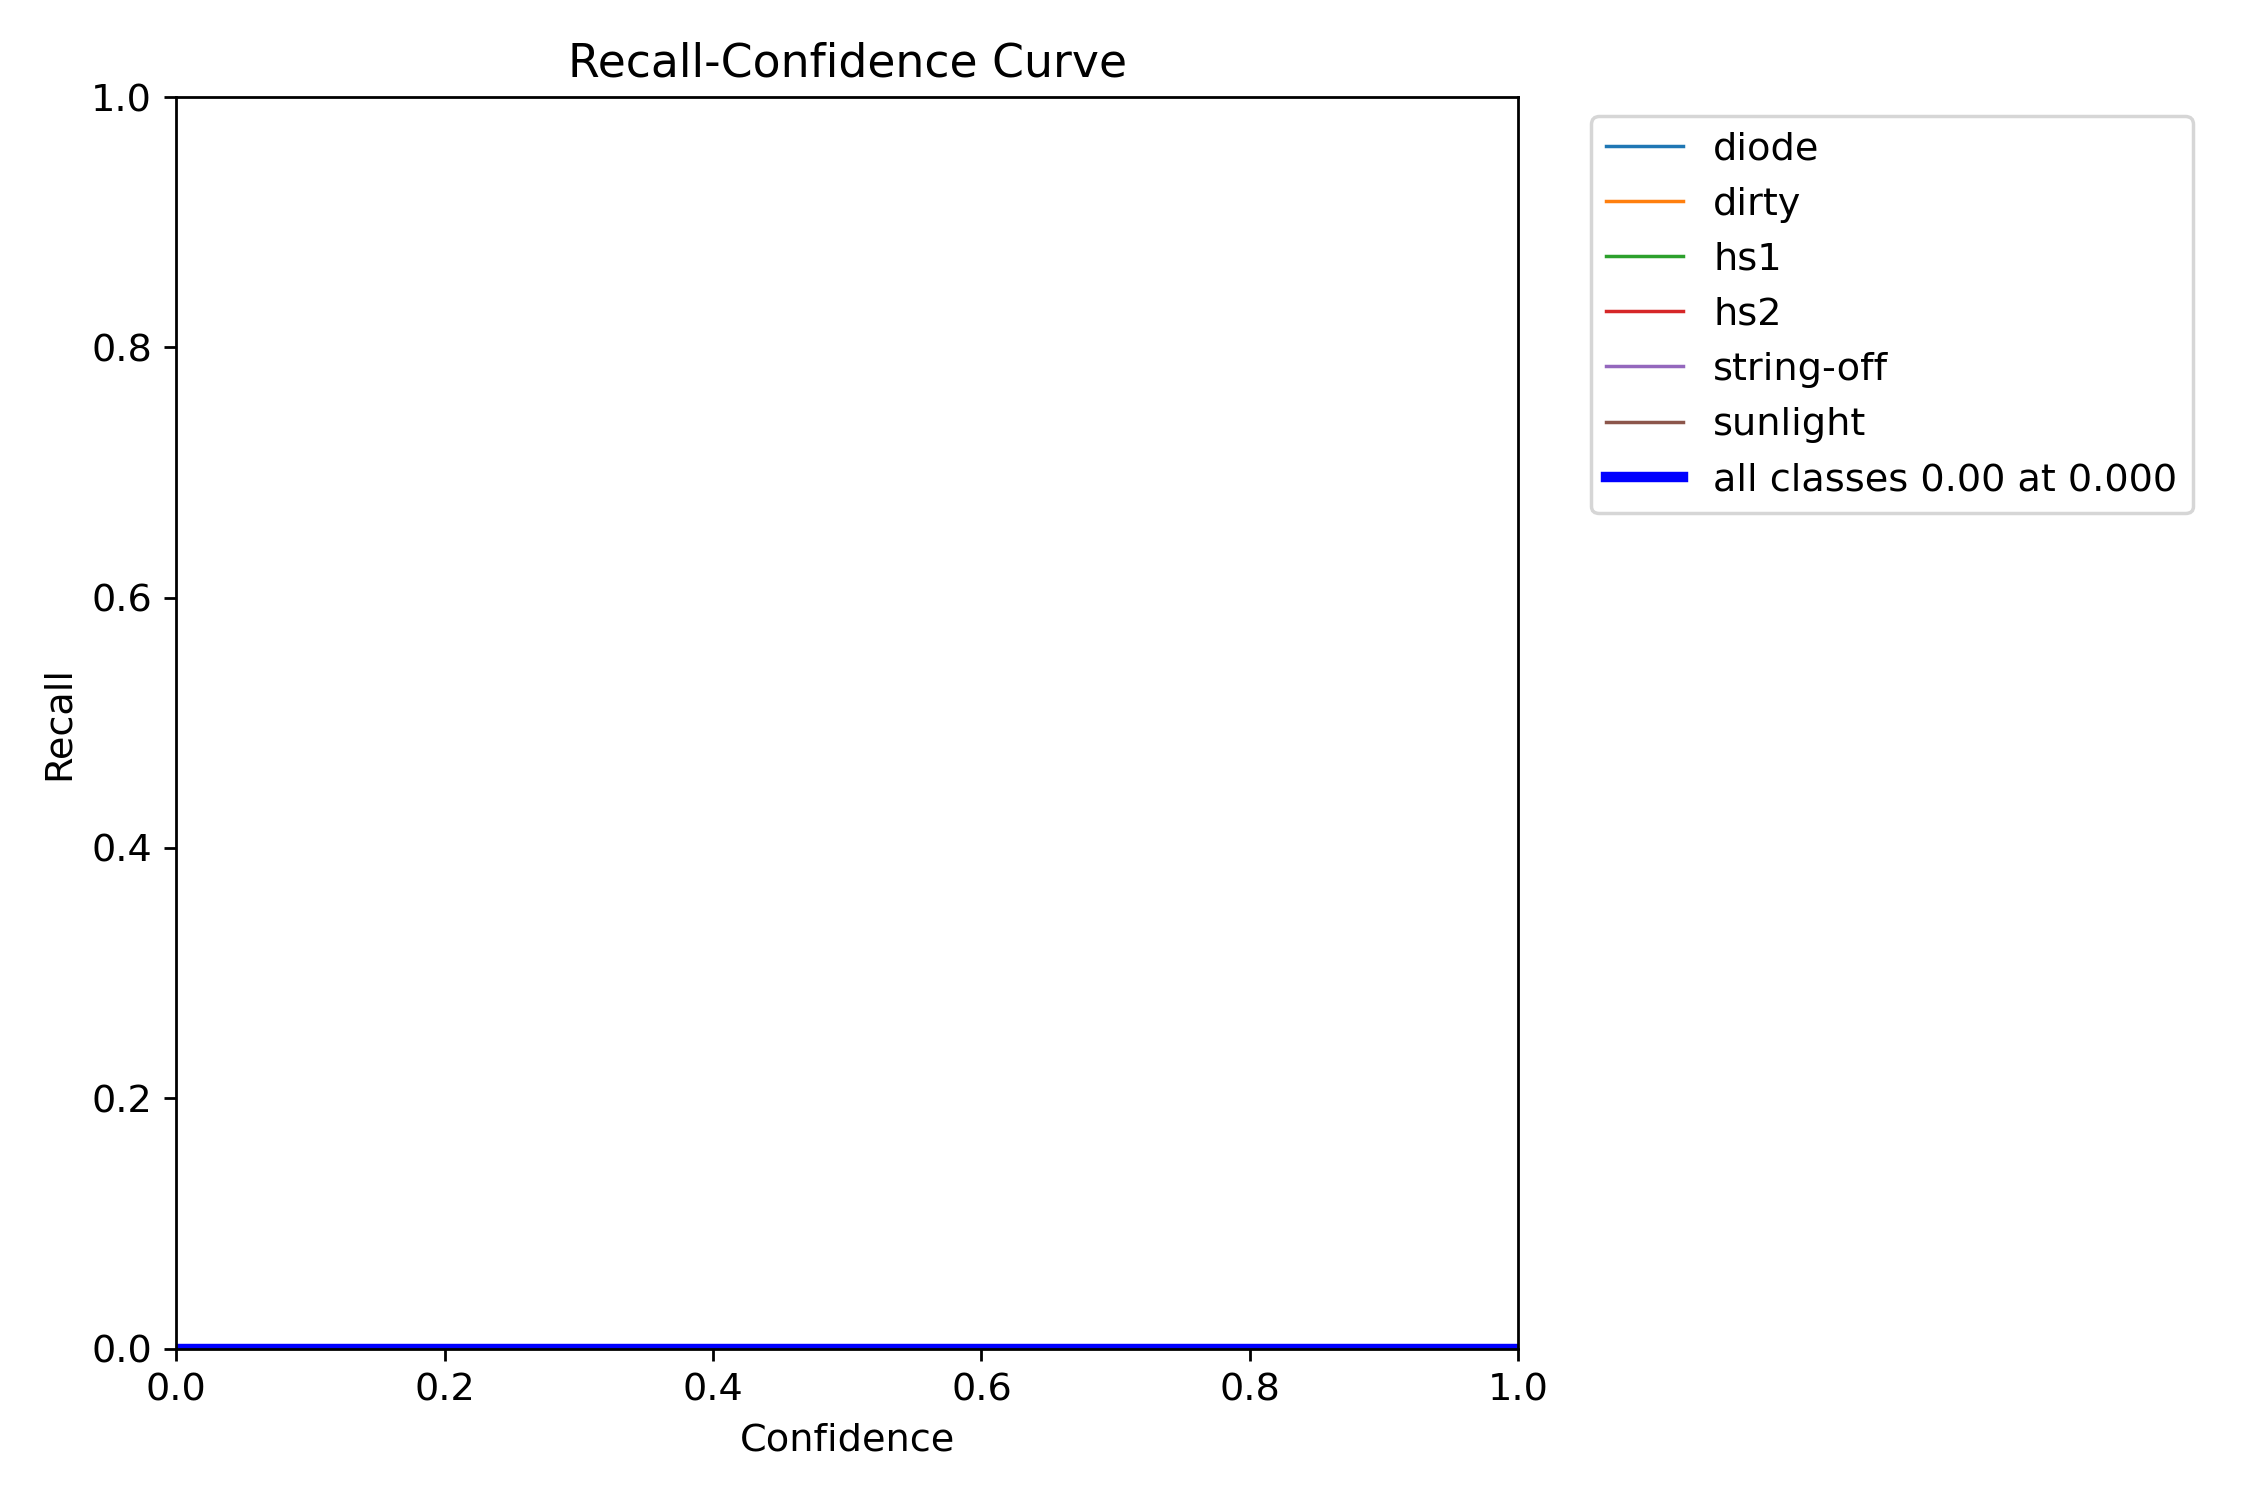 Recall-Confidence Curve
1.0
0.8
0.6
0.4
0.2
0.0
Recall
0.0 0.2 0.4 0.6 0.8 1.0
Confidence
diode
dirty
hs1
hs2
string-off
sunlight
all classes 0.00 at 0.000